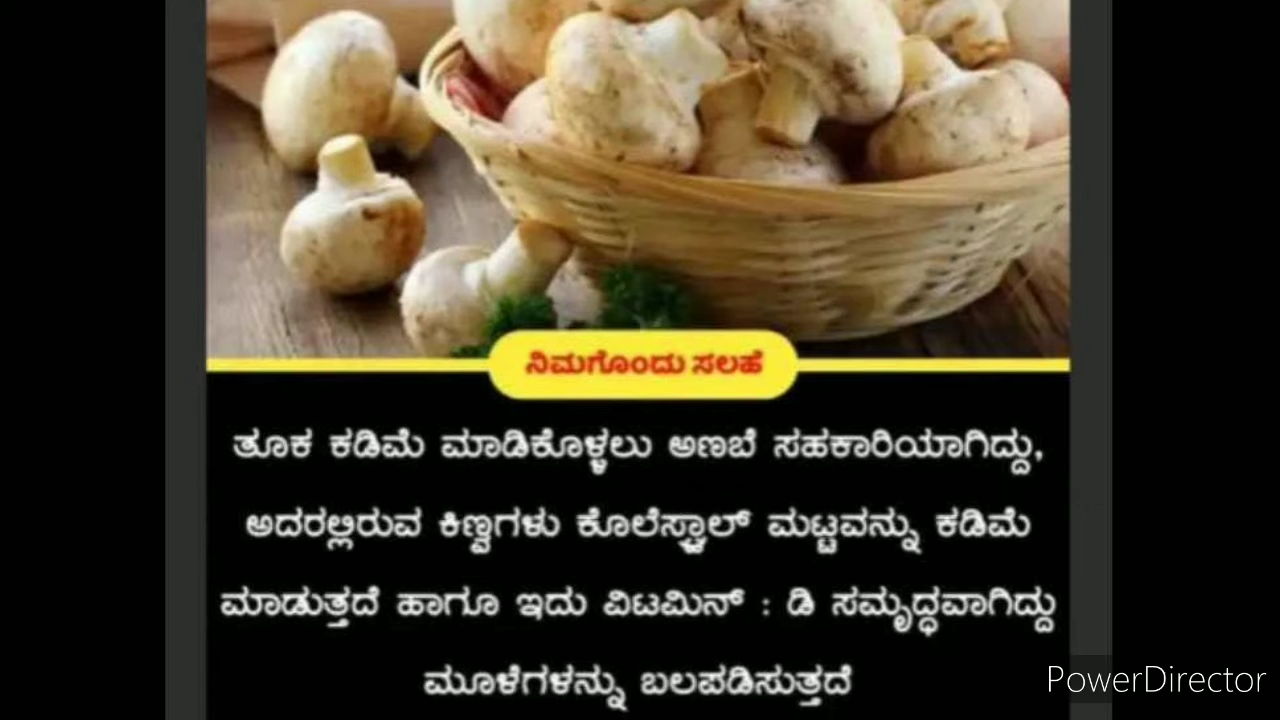 ನಿಮಗೊಂದು ಸಲಹೆ
ತೂಕ ಕಡಿಮೆ ಮಾಡಿಕೊಳ್ಳಲು ಅಣಬೆ ಸಹಕಾರಿಯಾಗಿದ್ದು,
ಅದರಲ್ಲಿರುವ ಕಿಣ್ವಗಳು ಕೊಲೆಸ್ಟ್ರಾಲ್ ಮಟ್ಟವನ್ನು ಕಡಿಮೆ
ಮಾಡುತ್ತದೆ ಹಾಗೂ ಇದು ವಿಟಮಿನ್ : ಡಿ ಸಮೃದ್ಧವಾಗಿದ್ದು
ಮೂಳೆಗಳನ್ನು ಬಲಪಡಿಸುತ್ತದೆ
PowerDirector